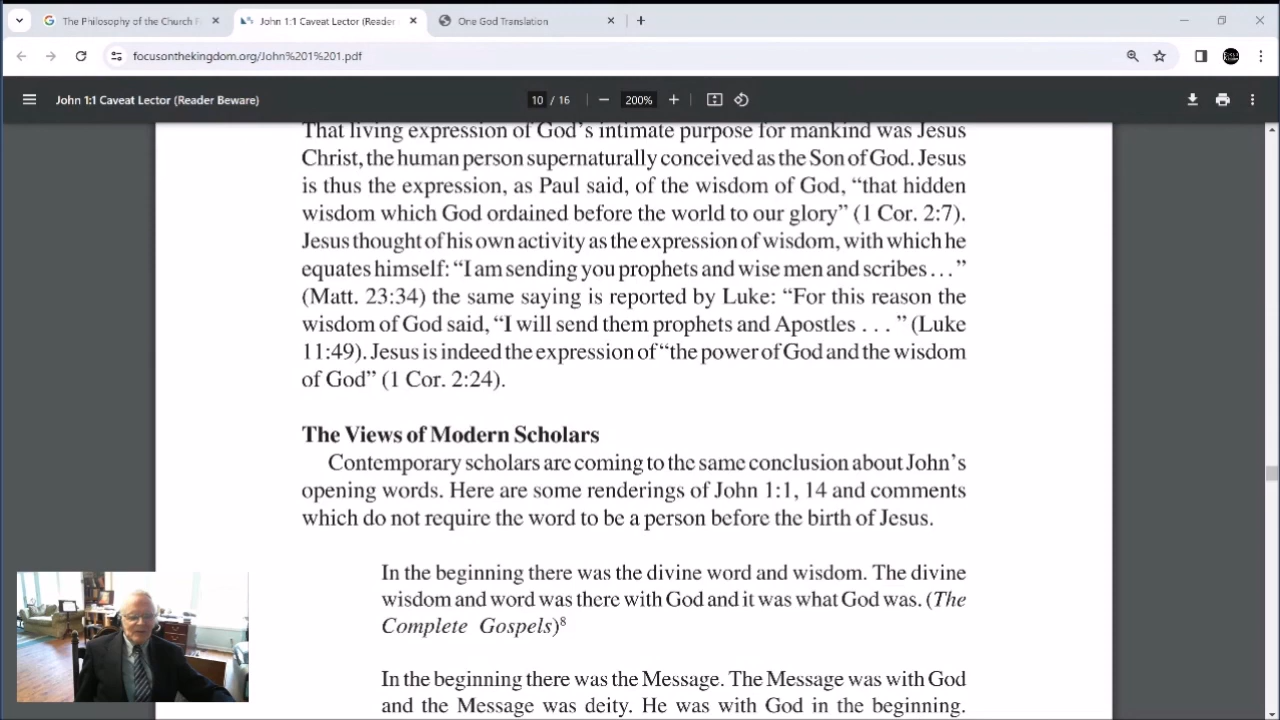 The Philosophy of the Church F
John 1:1 Caveat Lector (Reader
One God Translation
focusonthekingdom.org/John%201%201.pdf
John 1:1 Caveat Lector (Reader Beware)
10 / 16
200%
That living expression of God's intimate purpose for mankind was Jesus
Christ, the human person supernaturally conceived as the Son of God. Jesus
is thus the expression, as Paul said, of the wisdom of God, “that hidden
wisdom which God ordained before the world to our glory” (1 Cor. 2:7).
Jesus thought of his own activity as the expression of wisdom, with which he
equates himself: “I am sending you prophets and wise men and scribes . . . ”
(Matt. 23:34) the same saying is reported by Luke: “For this reason the
wisdom of God said, “I will send them prophets and Apostles . . . ” (Luke
11:49). Jesus is indeed the expression of “the power of God and the wisdom
of God” (1 Cor. 2:24).
The Views of Modern Scholars
Contemporary scholars are coming to the same conclusion about John's
opening words. Here are some renderings of John 1:1, 14 and comments
which do not require the word to be a person before the birth of Jesus.
In the beginning there was the divine word and wisdom. The divine
wisdom and word was there with God and it was what God was. (The
Complete Gospels)⁸
In the beginning there was the Message. The Message was with God
and the Message was deity. He was with God in the beginning.